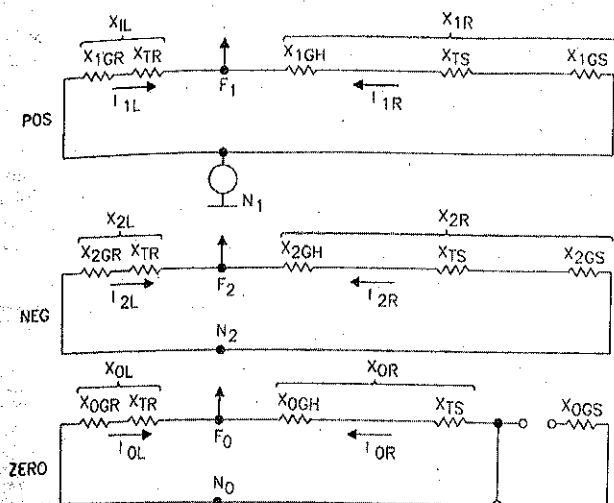 X1L X1R
X1GR XTR X1GH XTS X1GS
F1
I1L I1R
POS
N1
X2L X2R
X2GR XTR X2GH XTS X2GS
F2
I2L I2R
NEG
N2
X0L X0R
X0GR XTR X0GH XTS X0GS
F0
I0L I0R
ZERO
N0